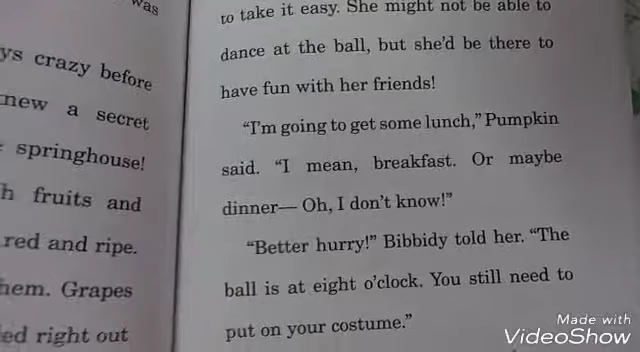 was
ys crazy before
new a secret
springhouse!
h fruits and
red and ripe.
hem. Grapes
ed right out
to take it easy. She might not be able to
dance at the ball, but she'd be there to
have fun with her friends!
“I'm going to get some lunch,” Pumpkin
said. “I mean, breakfast. Or maybe
dinner— Oh, I don't know!”
“Better hurry!” Bibbidy told her. “The
ball is at eight o'clock. You still need to
put on your costume.”
Made with
VideoShow